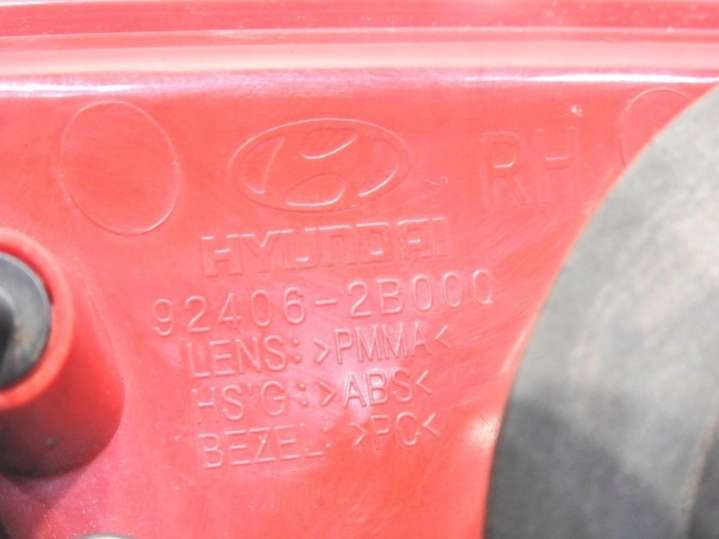 RH
HYUNDAI
92406-2B000
LENS: >PMMA<
HS'G: >ABS<
BEZEL: >PC<